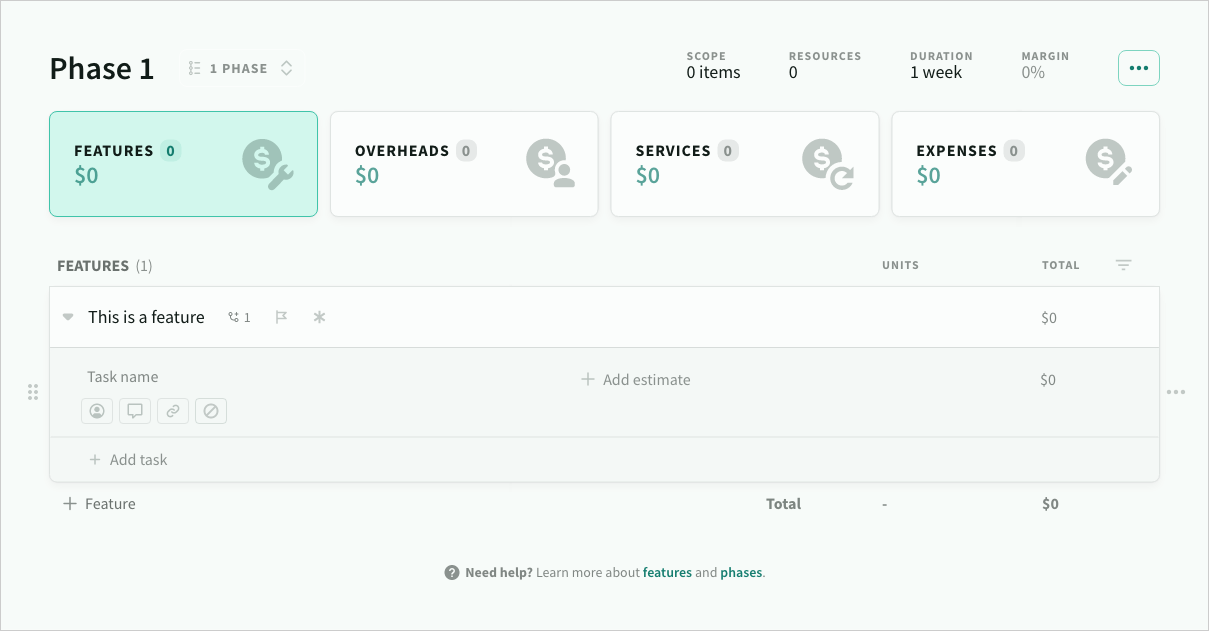 Phase 1
1 PHASE
SCOPE
0 items
RESOURCES
0
DURATION
1 week
MARGIN
0%
FEATURES 0
$0
OVERHEADS 0
$0
SERVICES 0
$0
EXPENSES 0
$0
FEATURES (1) UNITS TOTAL
This is a feature 1 $0
Task name Add estimate $0
+ Add task
+ Feature Total - $0
? Need help? Learn more about features and phases.